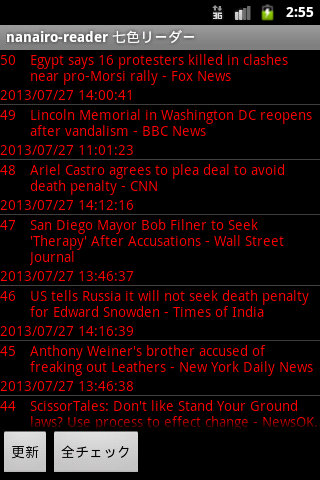 3G 2:55
nanairo-reader 七色リーダー
50 Egypt says 16 protesters killed in clashes
near pro-Morsi rally - Fox News
2013/07/27 14:00:41
49 Lincoln Memorial in Washington DC reopens
after vandalism - BBC News
2013/07/27 11:01:23
48 Ariel Castro agrees to plea deal to avoid
death penalty - CNN
2013/07/27 14:12:16
47 San Diego Mayor Bob Filner to Seek
'Therapy' After Accusations - Wall Street
Journal
2013/07/27 13:46:37
46 US tells Russia it will not seek death penalty
for Edward Snowden - Times of India
2013/07/27 14:16:39
45 Anthony Weiner's brother accused of
freaking out Leathers - New York Daily News
2013/07/27 13:46:38
44 ScissorTales: Don't like Stand Your Ground
laws? Use process to effect change - NewsOK
更新 全チェック